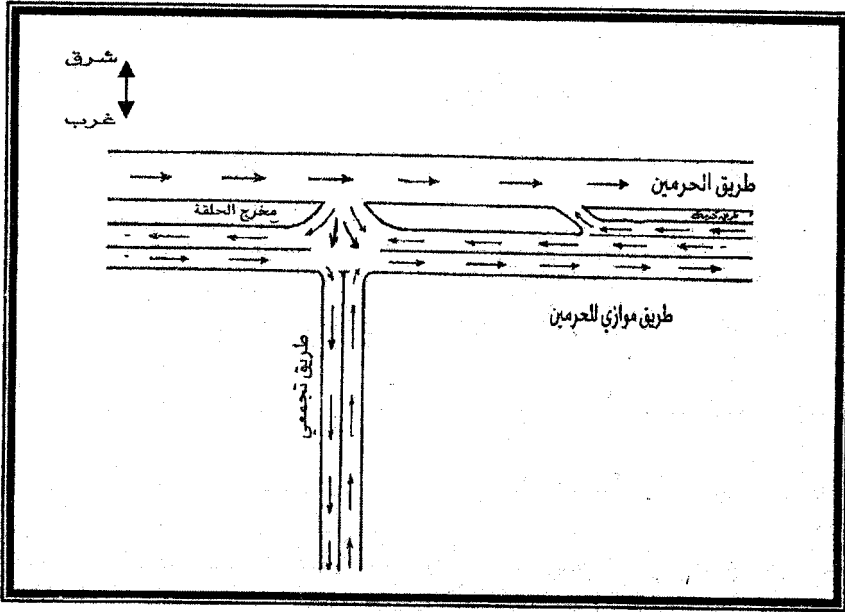 شرق
غرب
طريق الحرمين
مخرج الحلقة
طريق موازي للحرمين
طريق تجمعي